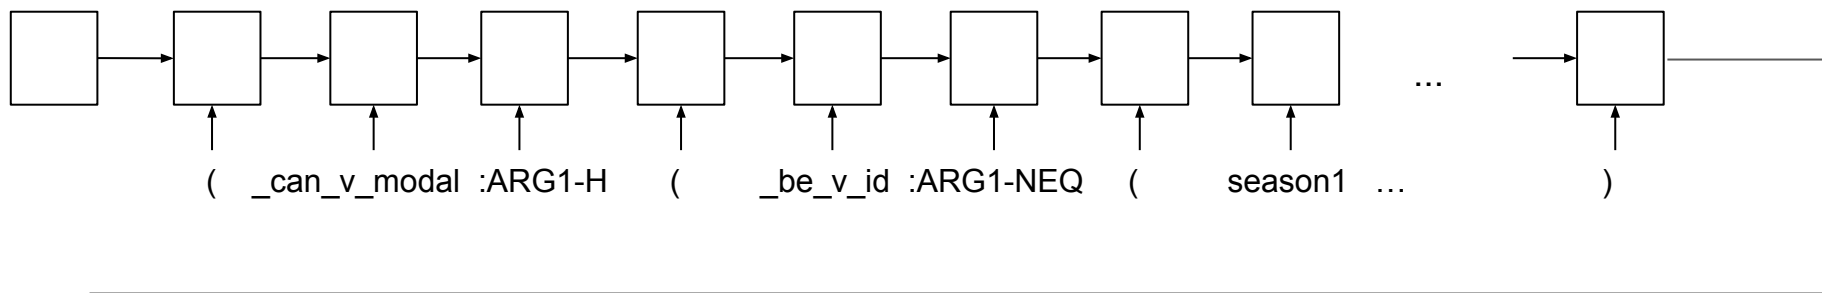 ...
( _can_v_modal :ARG1-H ( _be_v_id :ARG1-NEQ ( season1 ... )